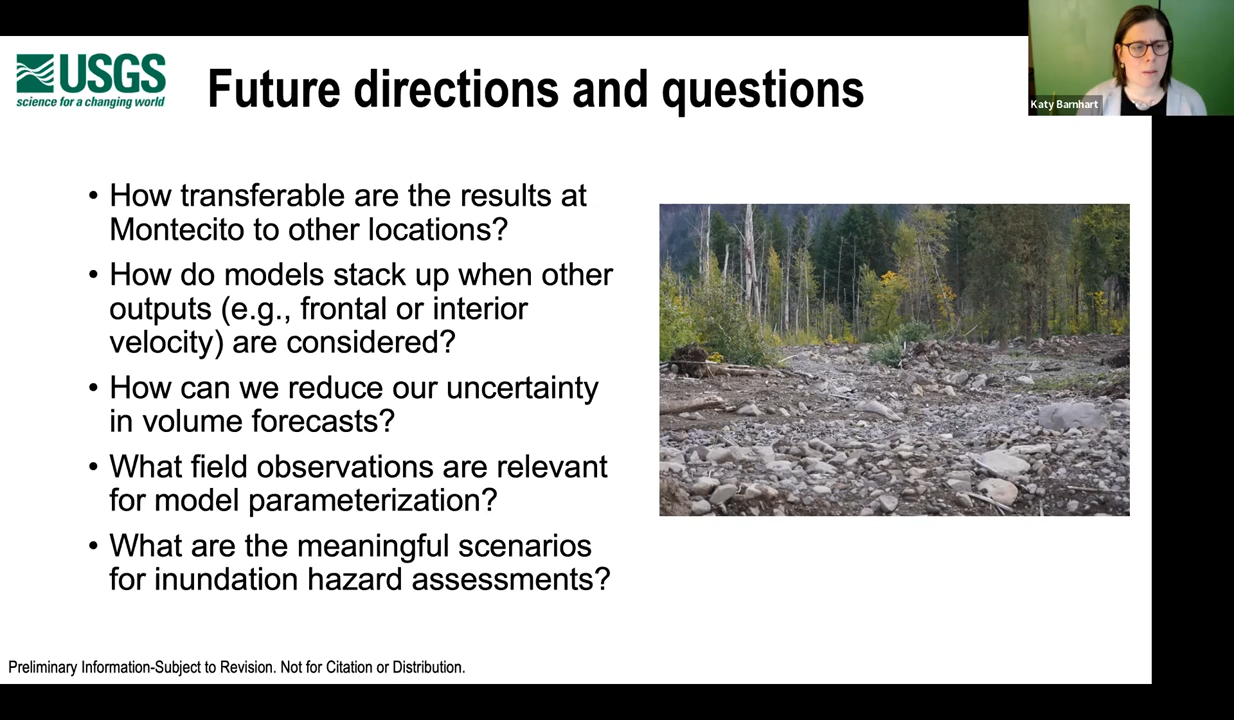 USGS
science for a changing world
Future directions and questions
Katy Barnhart
• How transferable are the results at
Montecito to other locations?
• How do models stack up when other
outputs (e.g., frontal or interior
velocity) are considered?
• How can we reduce our uncertainty
in volume forecasts?
• What field observations are relevant
for model parameterization?
• What are the meaningful scenarios
for inundation hazard assessments?
Preliminary Information-Subject to Revision. Not for Citation or Distribution.